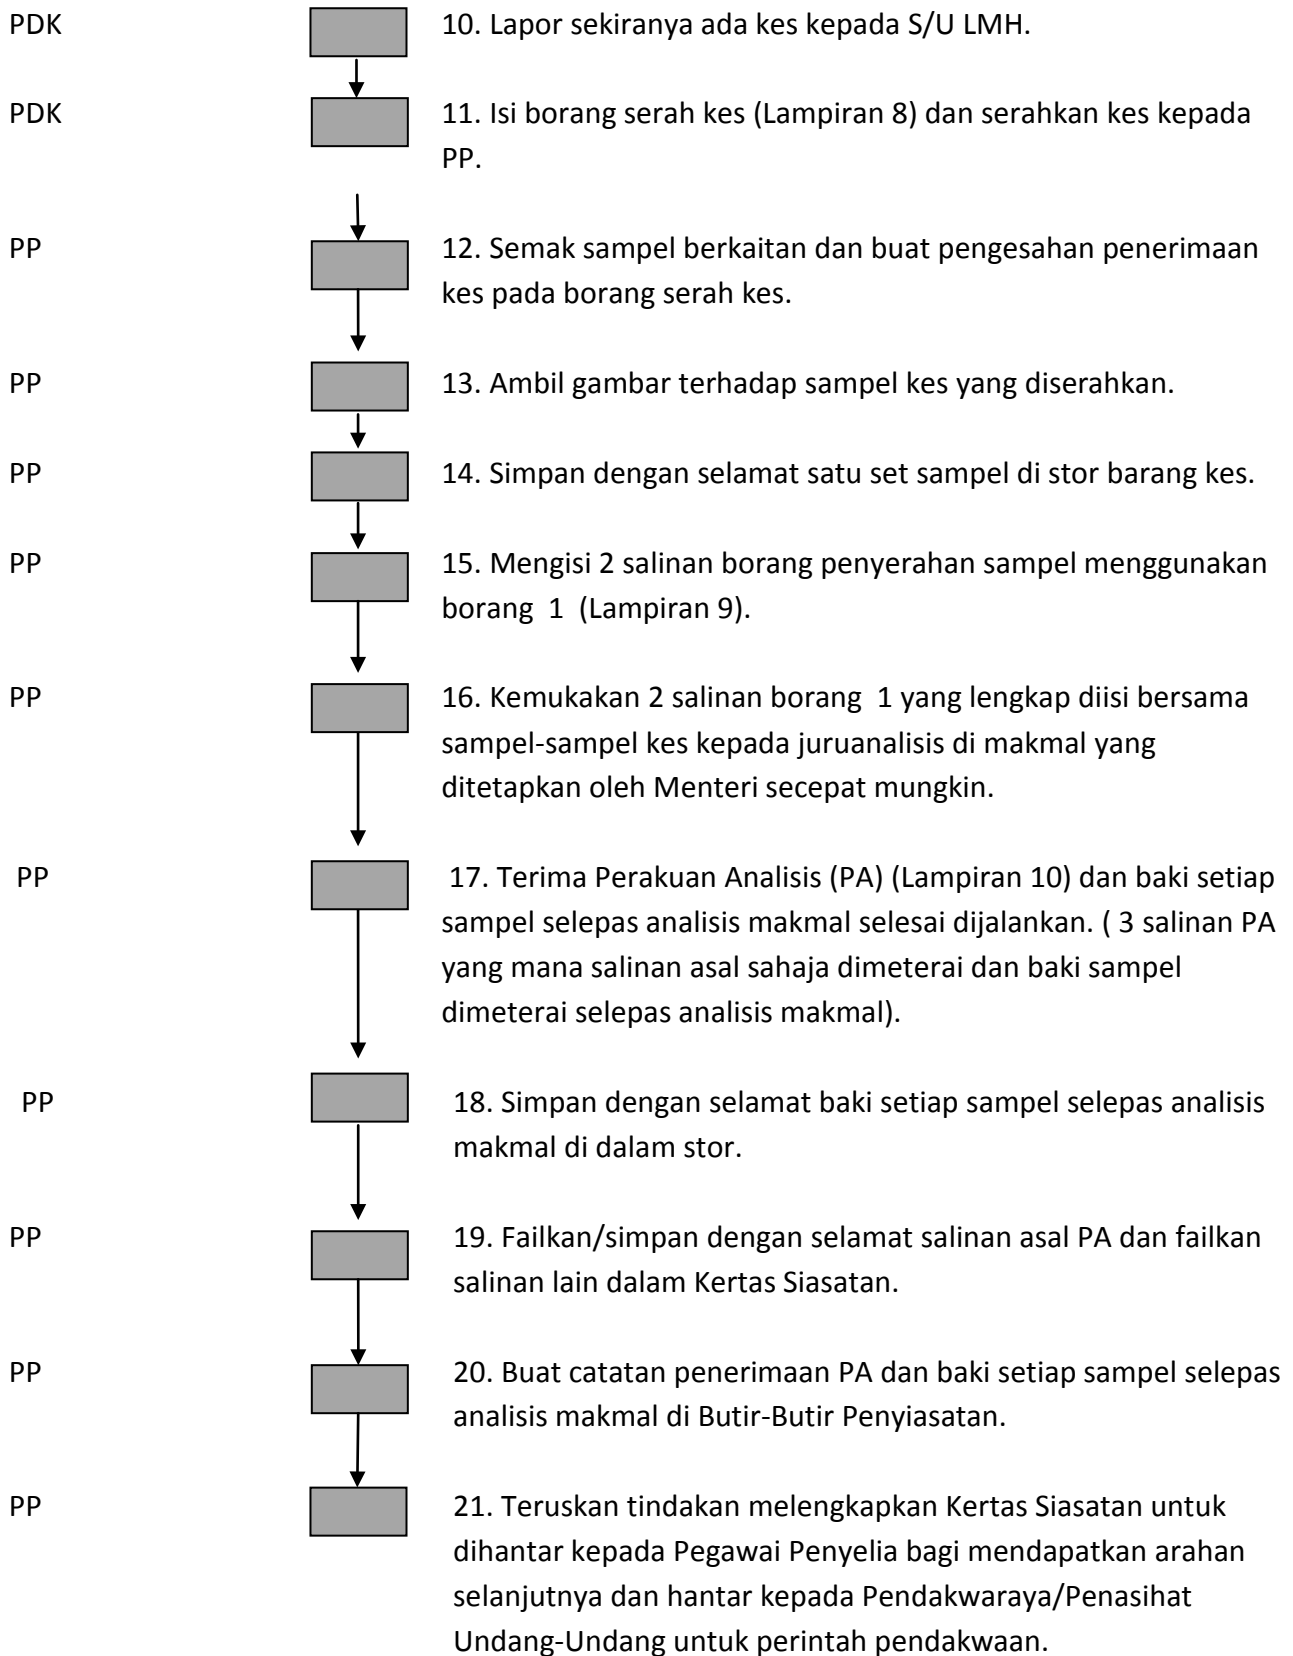 PDK 10. Lapor sekiranya ada kes kepada S/U LMH.
PDK 11. Isi borang serah kes (Lampiran 8) dan serahkan kes kepada
PP.
PP 12. Semak sampel berkaitan dan buat pengesahan penerimaan
kes pada borang serah kes.
PP 13. Ambil gambar terhadap sampel kes yang diserahkan.
PP 14. Simpan dengan selamat satu set sampel di stor barang kes.
PP 15. Mengisi 2 salinan borang penyerahan sampel menggunakan
borang 1 (Lampiran 9).
PP 16. Kemukakan 2 salinan borang 1 yang lengkap diisi bersama
sampel-sampel kes kepada juruanalisis di makmal yang
ditetapkan oleh Menteri secepat mungkin.
PP 17. Terima Perakuan Analisis (PA) (Lampiran 10) dan baki setiap
sampel selepas analisis makmal selesai dijalankan. ( 3 salinan PA
yang mana salinan asal sahaja dimeterai dan baki sampel
dimeterai selepas analisis makmal).
PP 18. Simpan dengan selamat baki setiap sampel selepas analisis
makmal di dalam stor.
PP 19. Failkan/simpan dengan selamat salinan asal PA dan failkan
salinan lain dalam Kertas Siasatan.
PP 20. Buat catatan penerimaan PA dan baki setiap sampel selepas
analisis makmal di Butir-Butir Penyiasatan.
PP 21. Teruskan tindakan melengkapkan Kertas Siasatan untuk
dihantar kepada Pegawai Penyelia bagi mendapatkan arahan
selanjutnya dan hantar kepada Pendakwaraya/Penasihat
Undang-Undang untuk perintah pendakwaan.